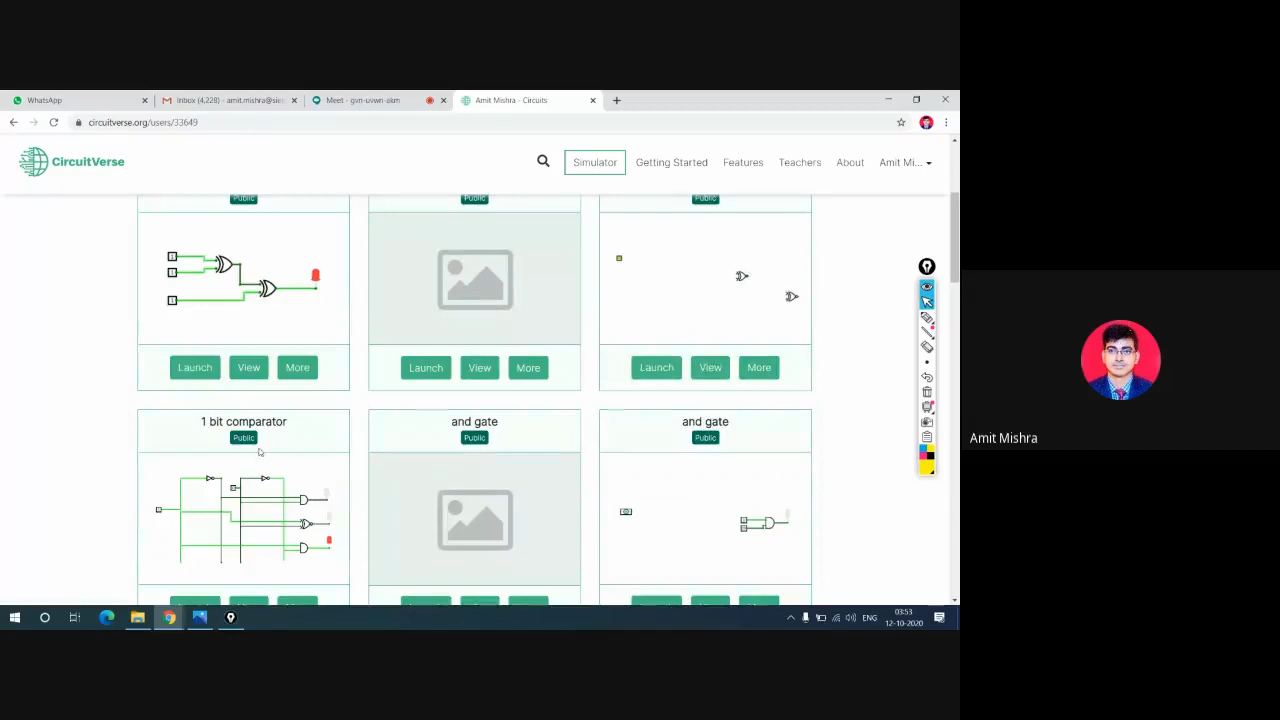 WhatsApp
Inbox (4,228) - amit.mishra@sie
Meet - gvn-uvwn-akm
Amit Mishra - Circuits
circuitverse.org/users/33649
CircuitVerse
Simulator
Getting Started
Features
Teachers
About
Amit Mi...
Public
Public
Public
Launch
View
More
Launch
View
More
Launch
View
More
1 bit comparator
and gate
and gate
Public
Public
Public
Amit Mishra
ENG
03:53
12-10-2020